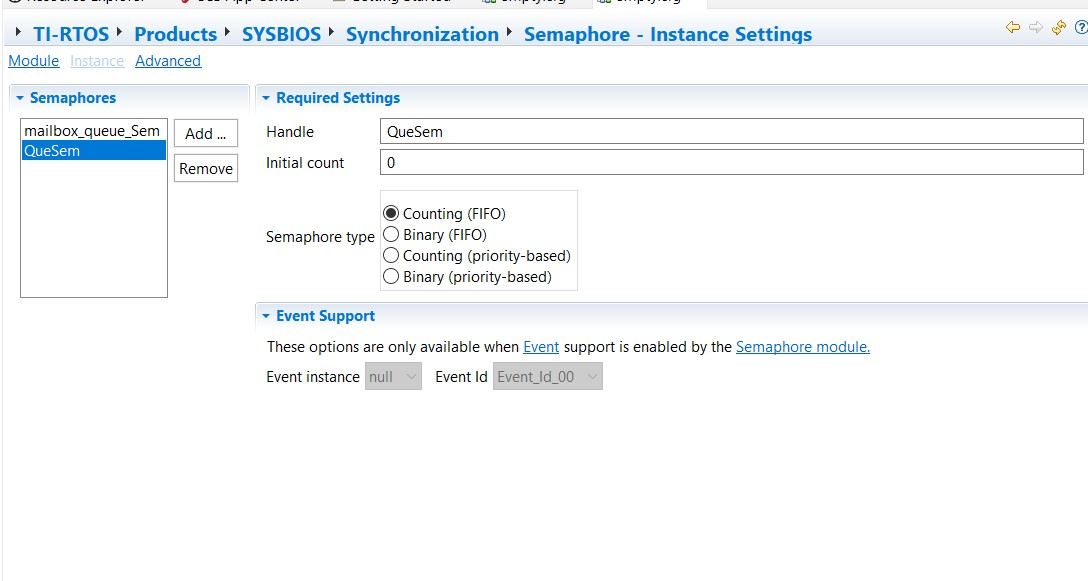 TI-RTOS Products SYSBIOS Synchronization Semaphore - Instance Settings
Module Instance Advanced
Semaphores
mailbox_queue_Sem
QueSem
Add ...
Remove
Required Settings
Handle QueSem
Initial count 0
Semaphore type
Counting (FIFO)
Binary (FIFO)
Counting (priority-based)
Binary (priority-based)
Event Support
These options are only available when Event support is enabled by the Semaphore module.
Event instance null Event Id Event_Id_00